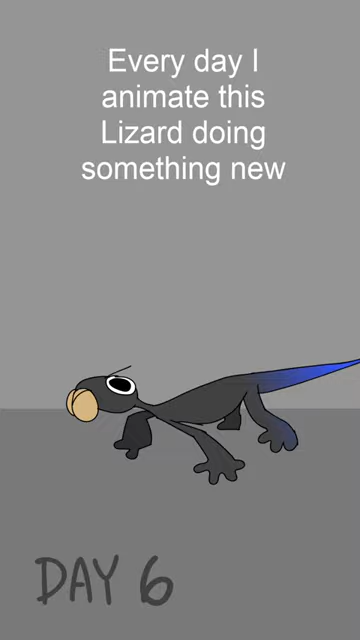 Every day I
animate this
Lizard doing
something new
DAY 6